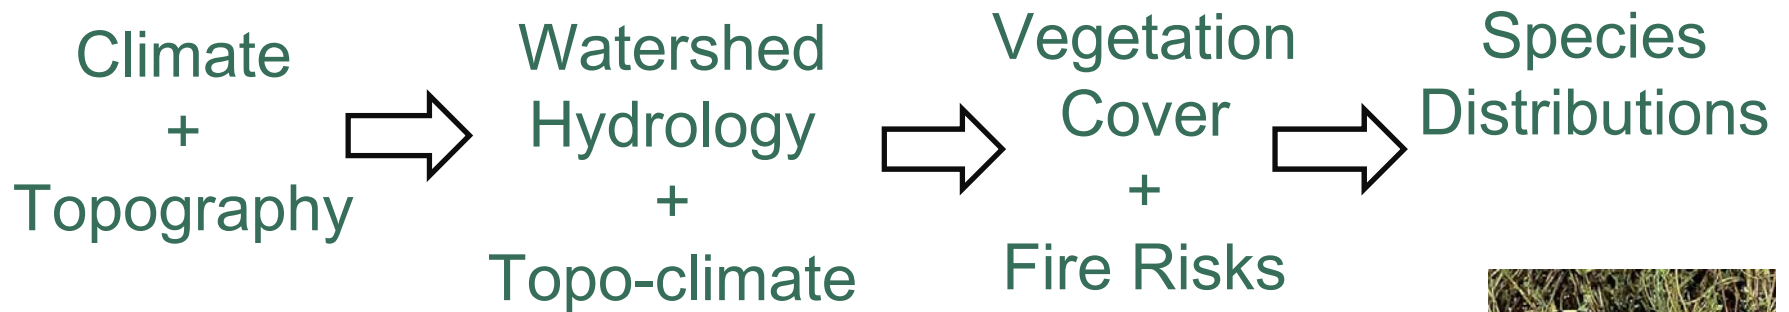 Climate
+
Topography
Watershed
Hydrology
+
Topo-climate
Vegetation
Cover
+
Fire Risks
Species
Distributions